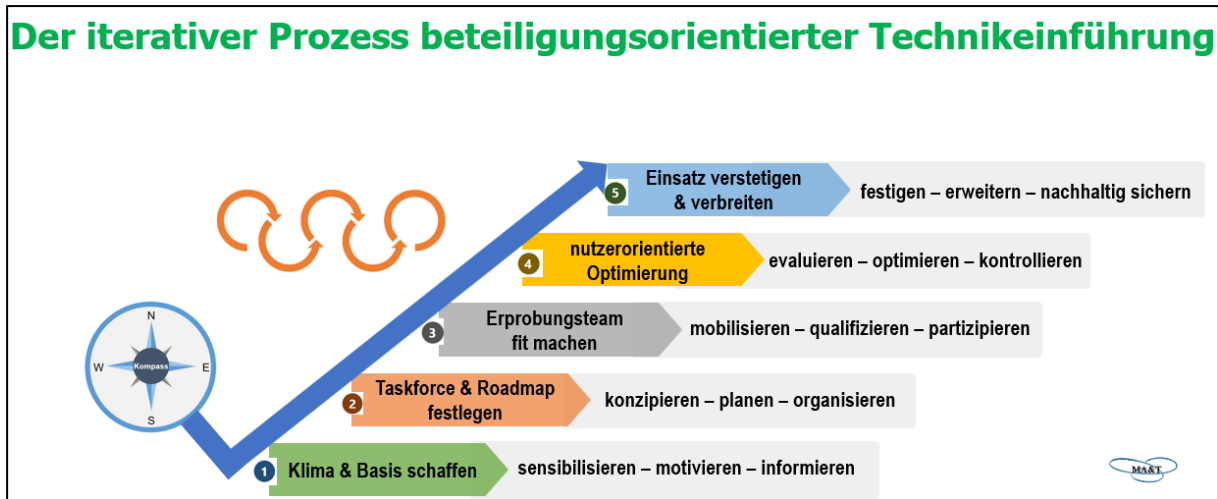 Der iterativer Prozess beteiligungsorientierter Technikeinführung
5
Einsatz verstetigen
& verbreiten
festigen – erweitern – nachhaltig sichern
4
nutzerorientierte
Optimierung
evaluieren – optimieren – kontrollieren
3
Erprobungsteam
fit machen
mobilisieren – qualifizieren – partizipieren
N
W
Kompass
E
S
2
Taskforce & Roadmap
festlegen
konzipieren – planen – organisieren
1
Klima & Basis schaffen
sensibilisieren – motivieren – informieren
MA&T